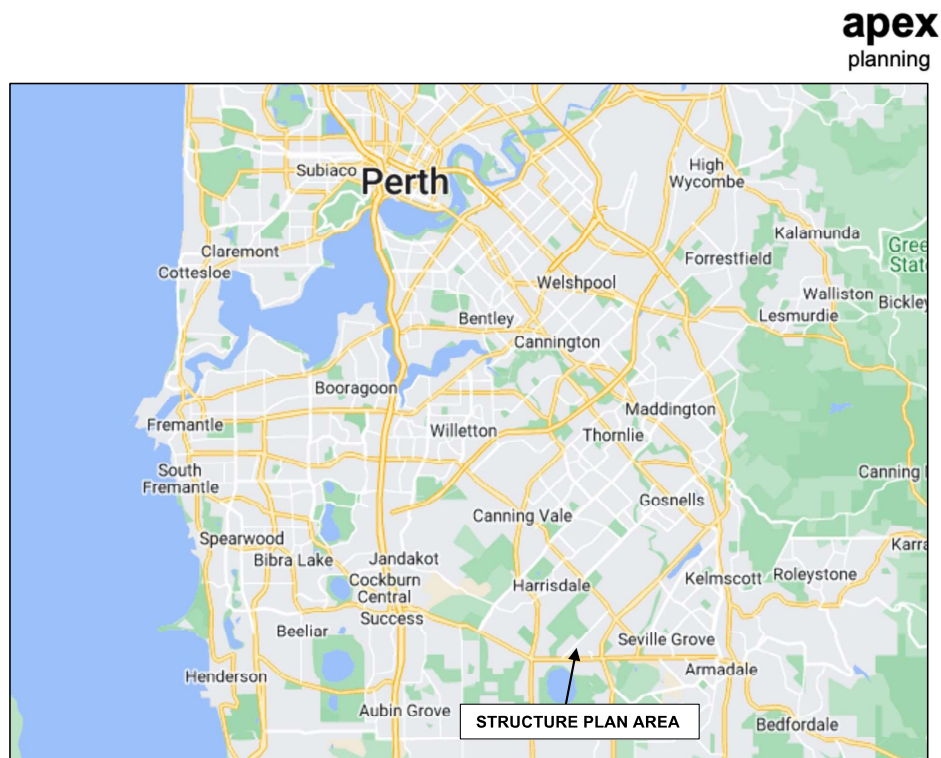 apex
planning
High
Wycombe
Subiaco
Perth
Kalamunda
Claremont
Cottesloe
Forrestfield
Gree
State
Welshpool
Walliston
Bickley
Lesmurdie
Bentley
Cannington
Booragoon
Maddington
Fremantle
Willetton
Thornlie
South
Fremantle
Canning
Gosnells
Canning Vale
Spearwood
Bibra Lake
Jandakot
Karra
Cockburn
Central
Harrisdale
Kelmscott
Roleystone
Success
Beeliar
Seville Grove
Armadale
Henderson
Aubin Grove
STRUCTURE PLAN AREA
Bedfordale